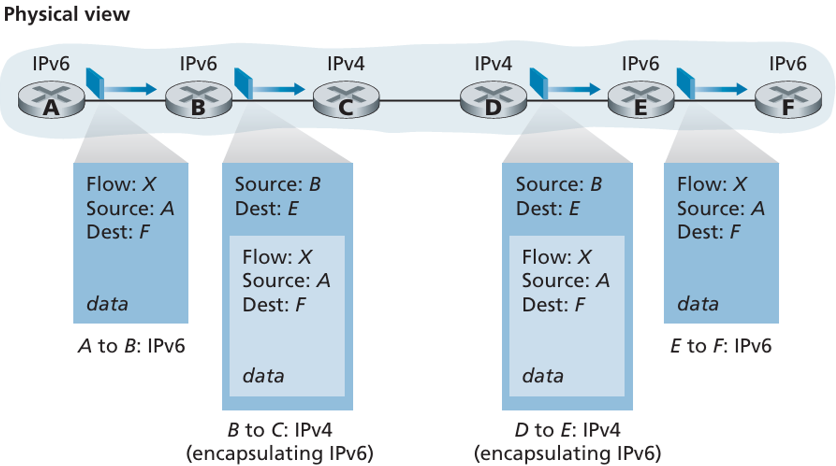 Physical view
IPv6 IPv6 IPv4 IPv4 IPv6 IPv6
A B C D E F
Flow: X
Source: A
Dest: F
data
A to B: IPv6
Source: B
Dest: E
Flow: X
Source: A
Dest: F
data
B to C: IPv4
(encapsulating IPv6)
Source: B
Dest: E
Flow: X
Source: A
Dest: F
data
D to E: IPv4
(encapsulating IPv6)
Flow: X
Source: A
Dest: F
data
E to F: IPv6